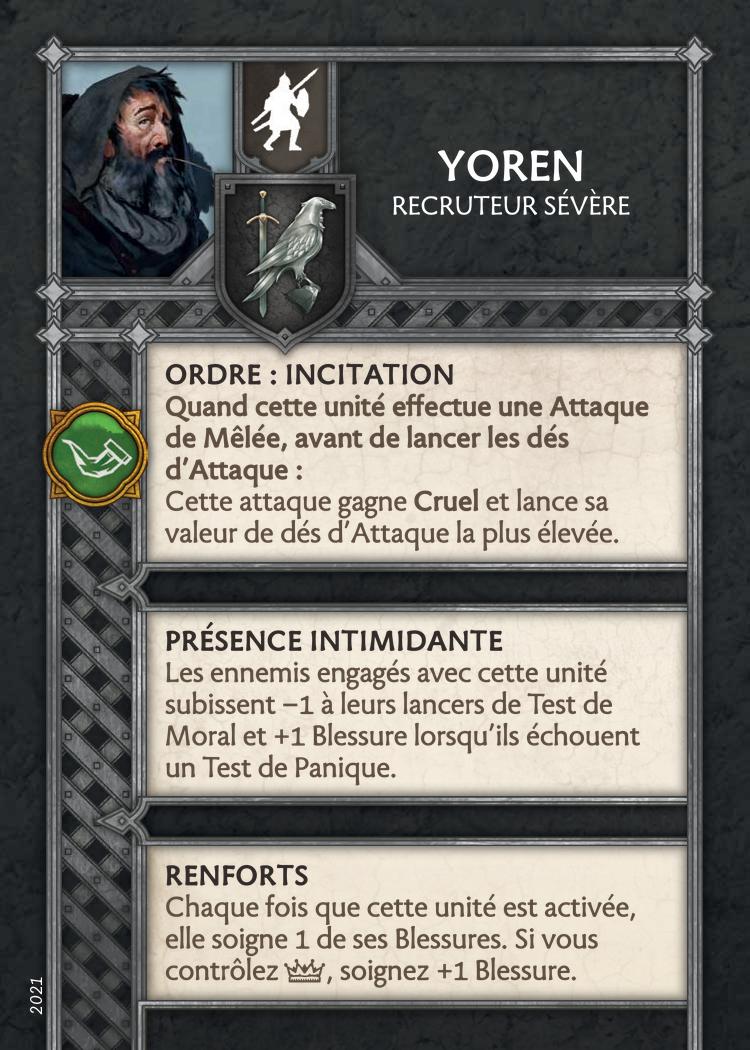 YOREN
RECRUTEUR SÉVÈRE
ORDRE : INCITATION
Quand cette unité effectue une Attaque
de Mêlée, avant de lancer les dés
d'Attaque :
Cette attaque gagne Cruel et lance sa
valeur de dés d'Attaque la plus élevée.
PRÉSENCE INTIMIDANTE
Les ennemis engagés avec cette unité
subissent –1 à leurs lancers de Test de
Moral et +1 Blessure lorsqu'ils échouent
un Test de Panique.
RENFORTS
Chaque fois que cette unité est activée,
elle soigne 1 de ses Blessures. Si vous
contrôlez , soignez +1 Blessure.
2021